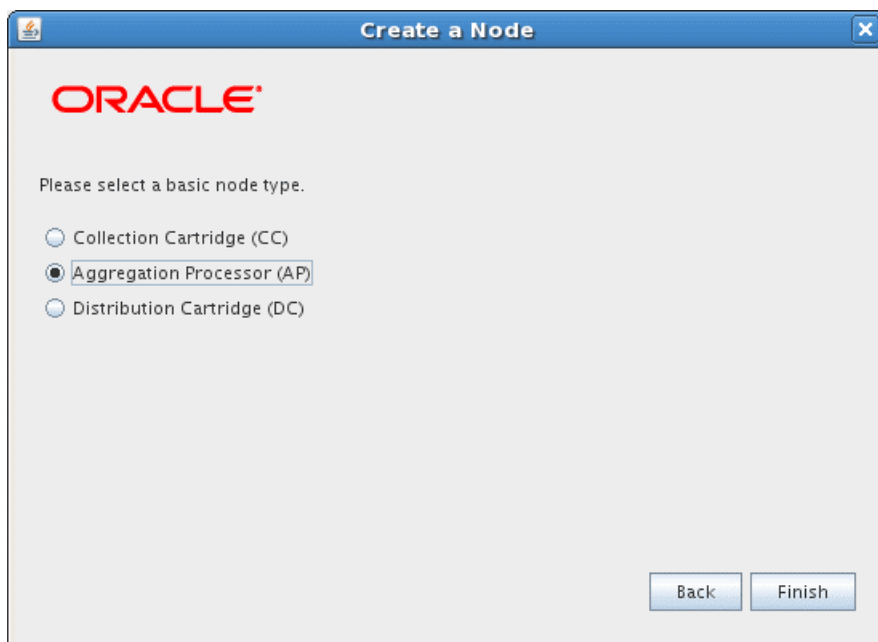 Create a Node
ORACLE
Please select a basic node type.
Collection Cartridge (CC)
Aggregation Processor (AP)
Distribution Cartridge (DC)
Back Finish